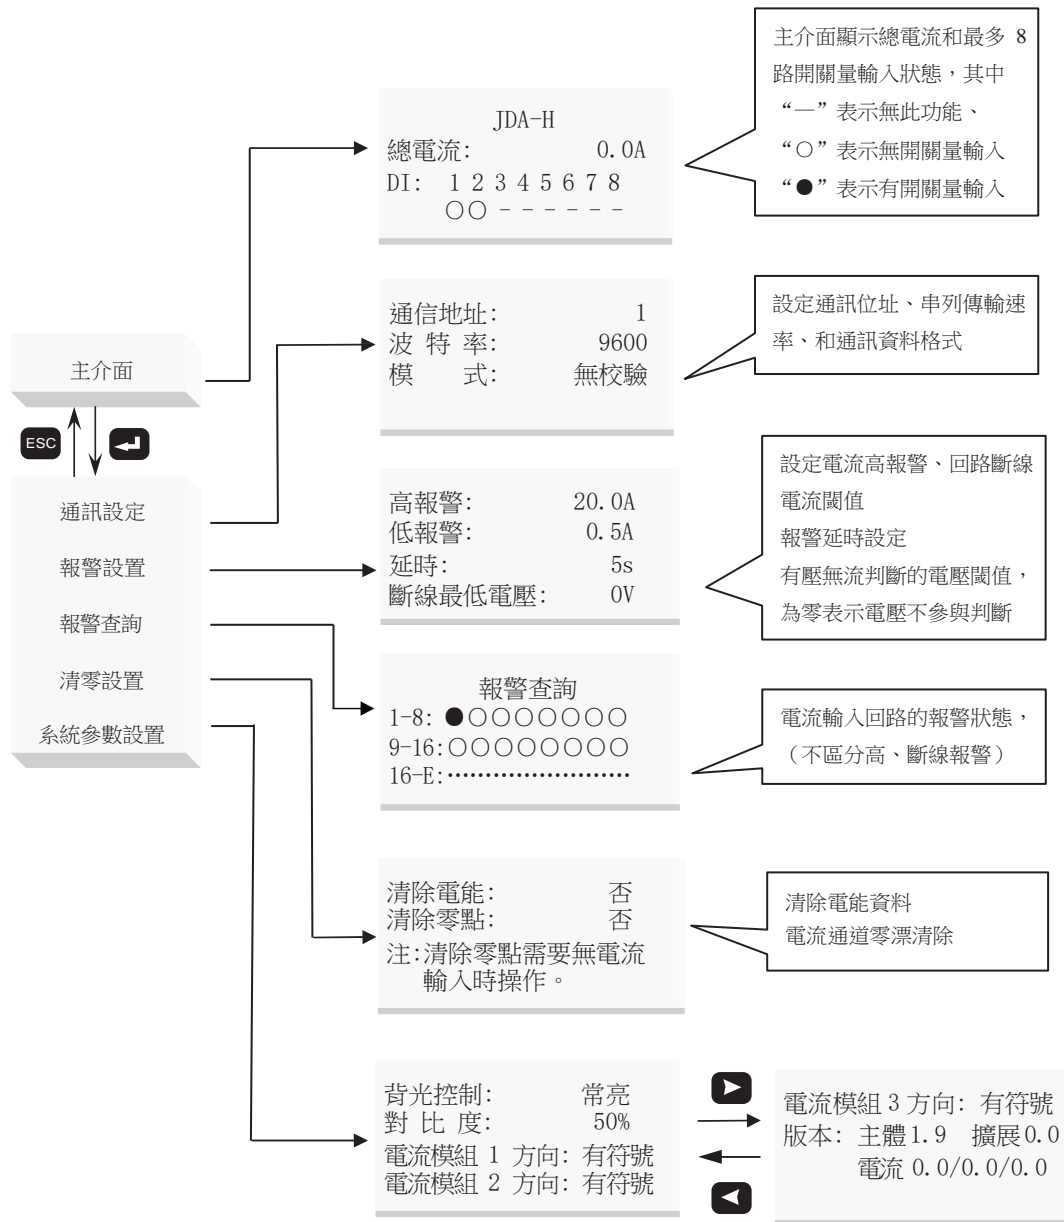 主介面顯示總電流和最多 8
路開關量輸入狀態，其中
“—”表示無此功能、
“○”表示無開關量輸入
“●”表示有開關量輸入
JDA-H
總電流: 0.0A
DI: 1 2 3 4 5 6 7 8
○○ - - - - - -
設定通訊位址、串列傳輸速
率、和通訊資料格式
通信地址: 1
波 特 率: 9600
模 式: 無校驗
主介面
ESC
通訊設定
報警設置
報警查詢
清零設置
系統參數設置
設定電流高報警、回路斷線
電流閾值
報警延時設定
有壓無流判斷的電壓閾值，
為零表示電壓不參與判斷
高報警: 20.0A
低報警: 0.5A
延時: 5s
斷線最低電壓: 0V
報警查詢
1-8: ●○○○○○○○
9-16:○○○○○○○○
16-E:························
電流輸入回路的報警狀態，
（不區分高、斷線報警）
清除電能: 否
清除零點: 否
注:清除零點需要無電流
輸入時操作。
清除電能資料
電流通道零漂清除
背光控制: 常亮
對 比 度: 50%
電流模組 1 方向: 有符號
電流模組 2 方向: 有符號
電流模組 3 方向: 有符號
版本: 主體1.9 擴展0.0
電流 0.0/0.0/0.0